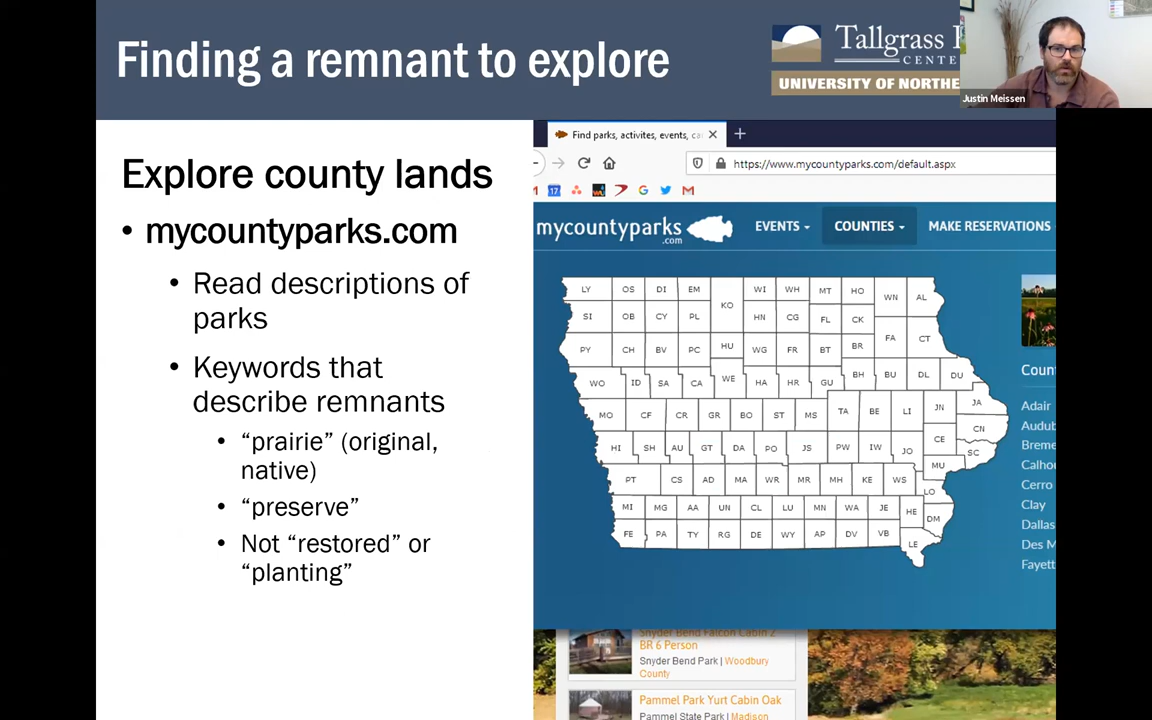 Finding a remnant to explore
Tallgrass
CENTE
UNIVERSITY OF NORTHE
Justin Meissen
Explore county lands
• mycountyparks.com
• Read descriptions of
parks
• Keywords that
describe remnants
• “prairie” (original,
native)
• “preserve”
• Not “restored” or
“planting”
Find parks, activites, events, ca
https://www.mycountyparks.com/default.aspx
17
mycountyparks
.com
EVENTS
COUNTIES
MAKE RESERVATIONS
LY OS DI EM KO WI WH MT HO WN AL
SI OB CY PL HN CG FL CK
PY CH BV PC HU WG FR BT BR FA CT
WO ID SA CA WE HA HR GU BH BU DL DU
MO CF CR GR BO ST MS TA BE LI JN JA
CN
HI SH AU GT DA PO JS PW IW JO CE SC
MU
PT CS AD MA WR MR MH KE WS LO
MI MG AA UN CL LU MN WA JE HE DM
FE PA TY RG DE WY AP DV VB LE
Coun
Adair
Audub
Breme
Calho
Cerro
Clay
Dallas
Des M
Fayett
Snyder Bend Falcon Cabin 2
BR 6 Person
Snyder Bend Park | Woodbury
County
Pammel Park Yurt Cabin Oak
Pammel State Park | Madison